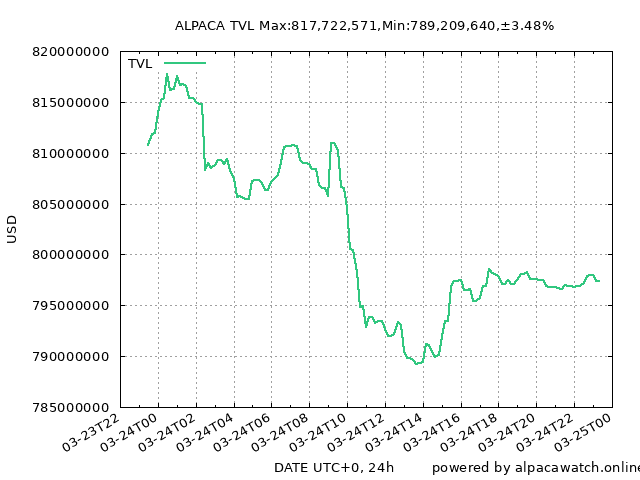 ALPACA TVL Max:817,722,571,Min:789,209,640,±3.48%
TVL
820000000
815000000
810000000
805000000
800000000
795000000
790000000
785000000
USD
03-23T22
03-24T00
03-24T02
03-24T04
03-24T06
03-24T08
03-24T10
03-24T12
03-24T14
03-24T16
03-24T18
03-24T20
03-24T22
03-25T00
DATE UTC+0, 24h
powered by alpacawatch.online